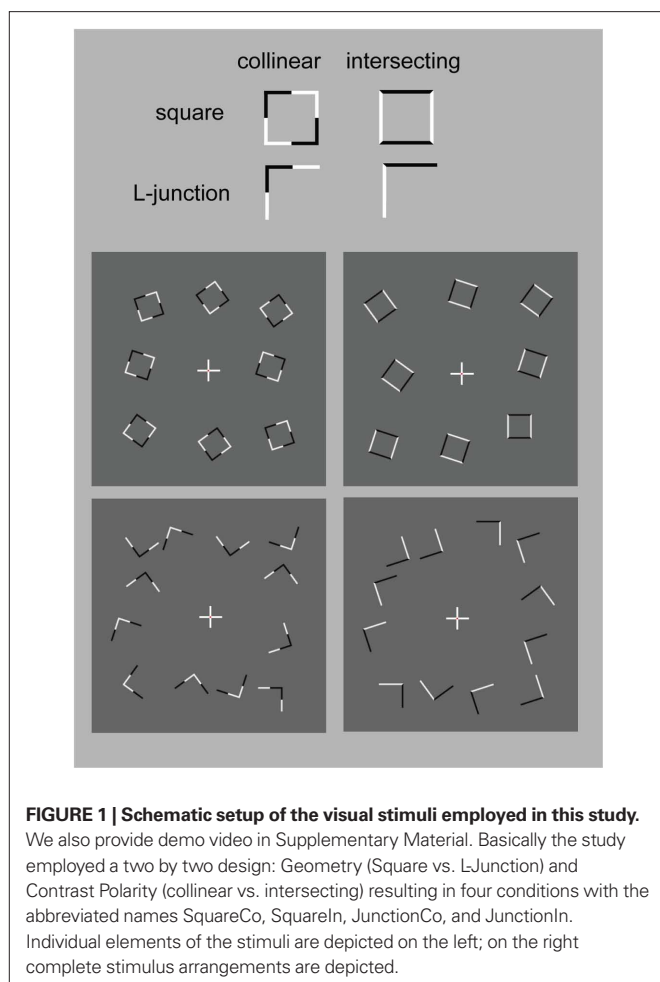 collinear intersecting
square
L-junction
FIGURE 1 | Schematic setup of the visual stimuli employed in this study.
We also provide demo video in Supplementary Material. Basically the study
employed a two by two design: Geometry (Square vs. L-Junction) and
Contrast Polarity (collinear vs. intersecting) resulting in four conditions with the
abbreviated names SquareCo, SquareIn, JunctionCo, and JunctionIn.
Individual elements of the stimuli are depicted on the left; on the right
complete stimulus arrangements are depicted.